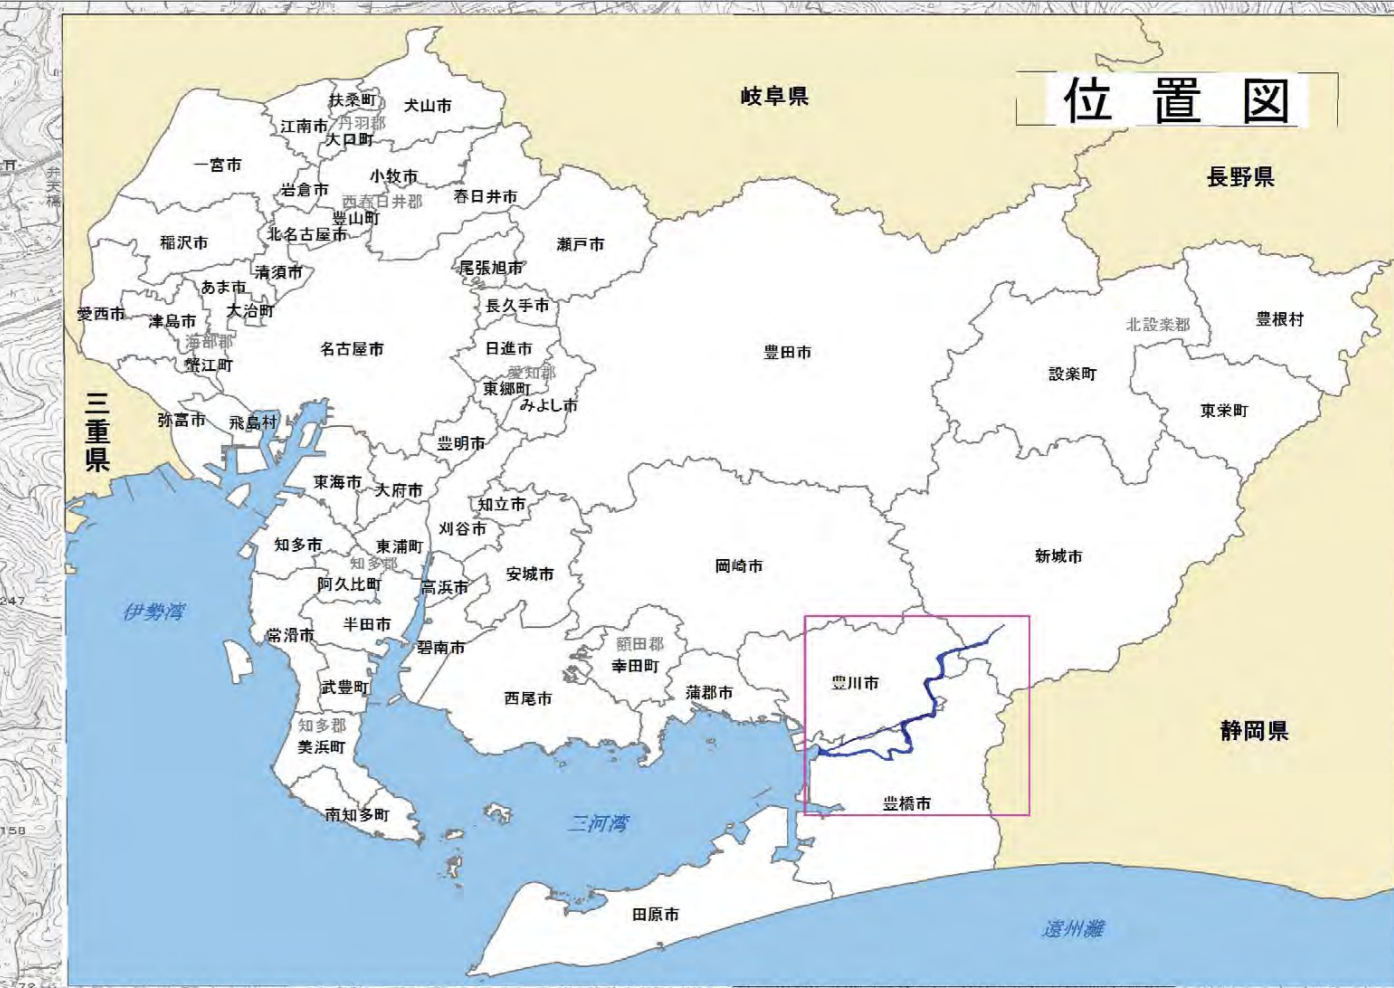 位置図
岐阜県
長野県
三重県
静岡県
扶桑町
犬山市
江南市
丹羽郡
大口町
一宮市
小牧市
岩倉市
西春日井郡
春日井市
豊山町
北名古屋市
稲沢市
瀬戸市
清須市
尾張旭市
あま市
長久手市
愛西市
津島市
大治町
海部郡
名古屋市
日進市
蟹江町
愛知郡
東郷町
みよし市
弥富市
飛島村
豊明市
豊田市
北設楽郡
豊根村
設楽町
東栄町
東海市
大府市
知立市
刈谷市
知多市
東浦町
知多郡
阿久比町
高浜市
安城市
岡崎市
新城市
伊勢湾
半田市
常滑市
碧南市
額田郡
幸田町
武豊町
西尾市
蒲郡市
豊川市
知多郡
美浜町
南知多町
三河湾
豊橋市
田原市
遠州灘
弁天橋
247
158